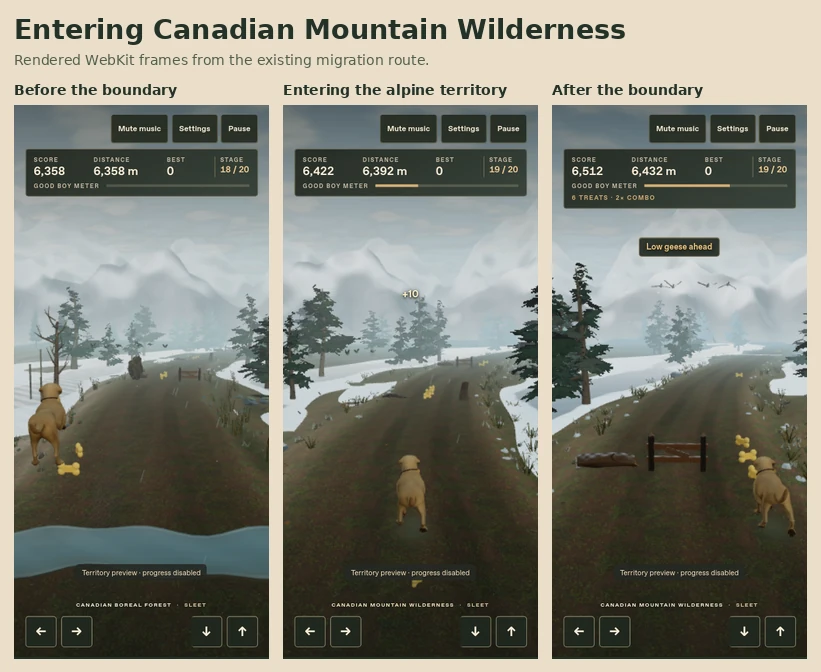 Entering Canadian Mountain Wilderness
Rendered WebKit frames from the existing migration route.
Before the boundary
Mute music Settings Pause
SCORE DISTANCE BEST STAGE
6,358 6,358 m 0 18 / 20
GOOD BOY METER
Territory preview · progress disabled
CANADIAN BOREAL FOREST · SLEET
Entering the alpine territory
Mute music Settings Pause
SCORE DISTANCE BEST STAGE
6,422 6,392 m 0 19 / 20
GOOD BOY METER
+10
Territory preview · progress disabled
CANADIAN MOUNTAIN WILDERNESS · SLEET
After the boundary
Mute music Settings Pause
SCORE DISTANCE BEST STAGE
6,512 6,432 m 0 19 / 20
GOOD BOY METER
6 TREATS · 2× COMBO
Low geese ahead
Territory preview · progress disabled
CANADIAN MOUNTAIN WILDERNESS · SLEET